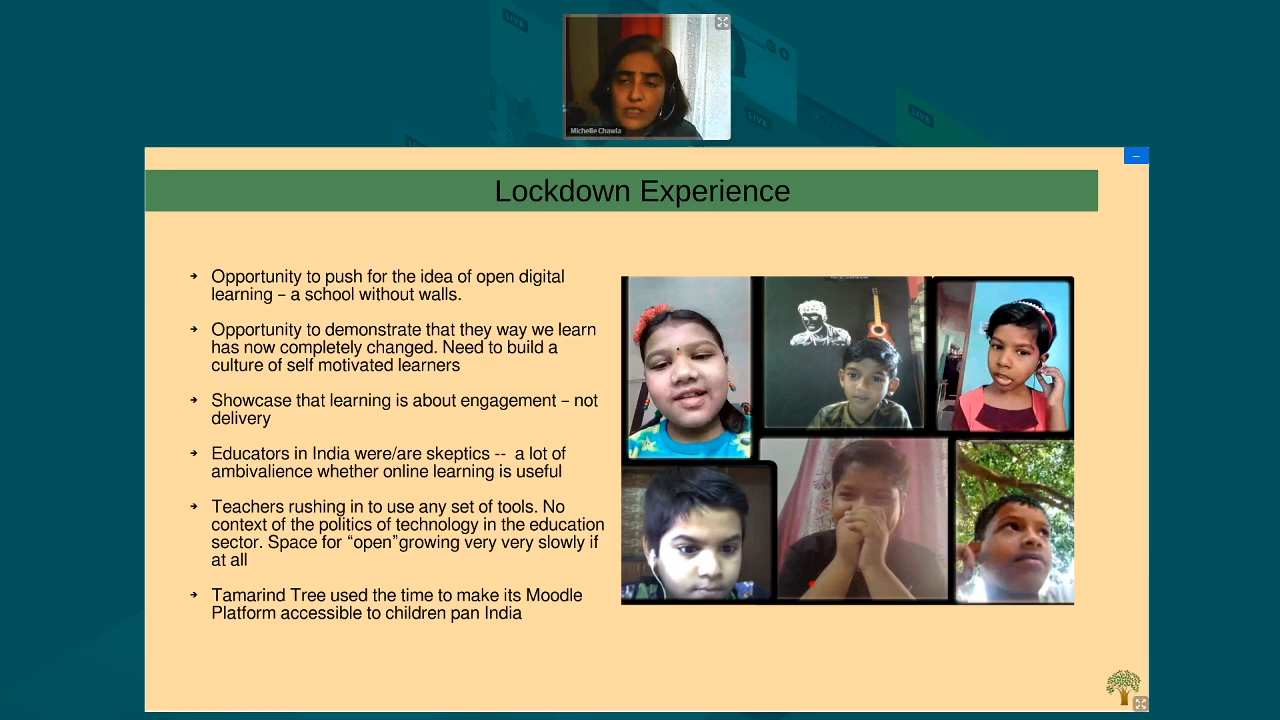 LIVE
LIVE
LIVE
Michelle Chawla
Lockdown Experience
➔ Opportunity to push for the idea of open digital
learning – a school without walls.
➔ Opportunity to demonstrate that they way we learn
has now completely changed. Need to build a
culture of self motivated learners
➔ Showcase that learning is about engagement – not
delivery
➔ Educators in India were/are skeptics -- a lot of
ambivalience whether online learning is useful
➔ Teachers rushing in to use any set of tools. No
context of the politics of technology in the education
sector. Space for “open”growing very very slowly if
at all
➔ Tamarind Tree used the time to make its Moodle
Platform accessible to children pan India